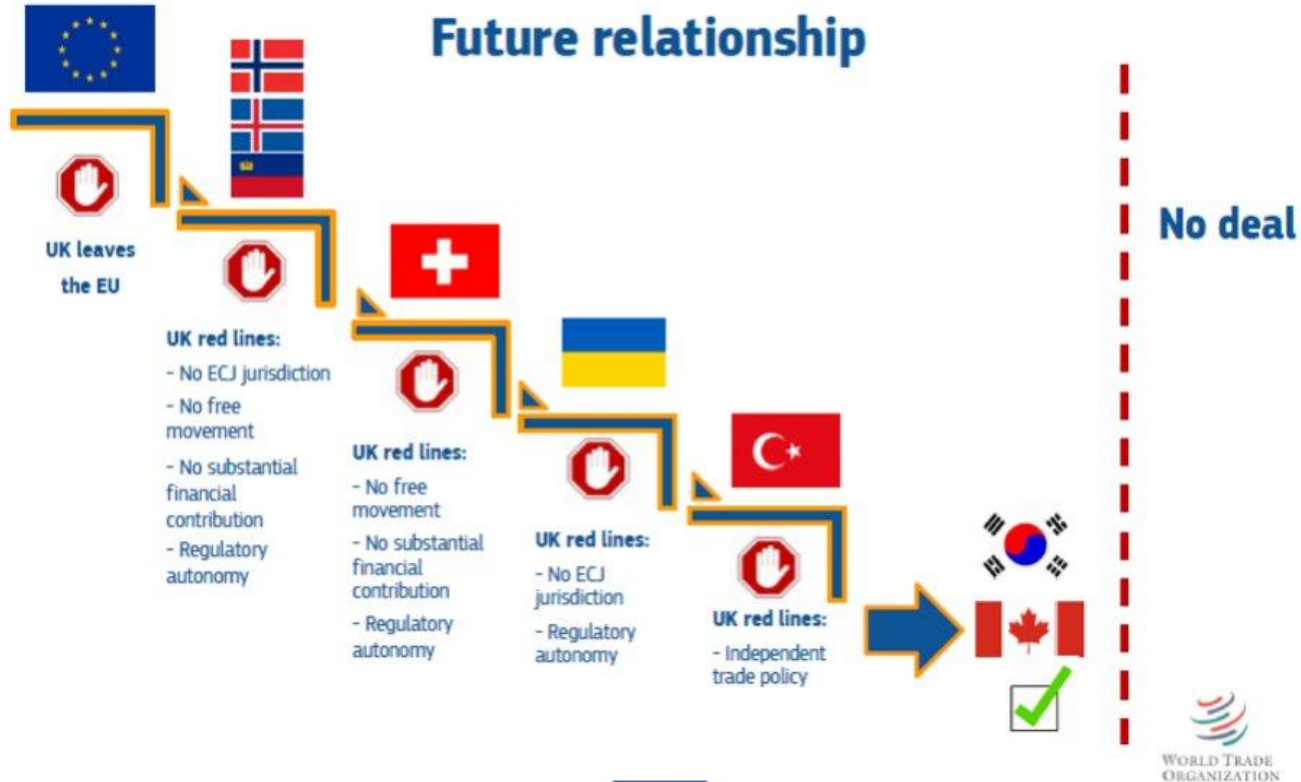 Future relationship
UK leaves
the EU
UK red lines:
- No ECJ jurisdiction
- No free
movement
- No substantial
financial
contribution
- Regulatory
autonomy
UK red lines:
- No free
movement
- No substantial
financial
contribution
- Regulatory
autonomy
UK red lines:
- No ECJ
jurisdiction
- Regulatory
autonomy
UK red lines:
- Independent
trade policy
No deal
WORLD TRADE
ORGANIZATION